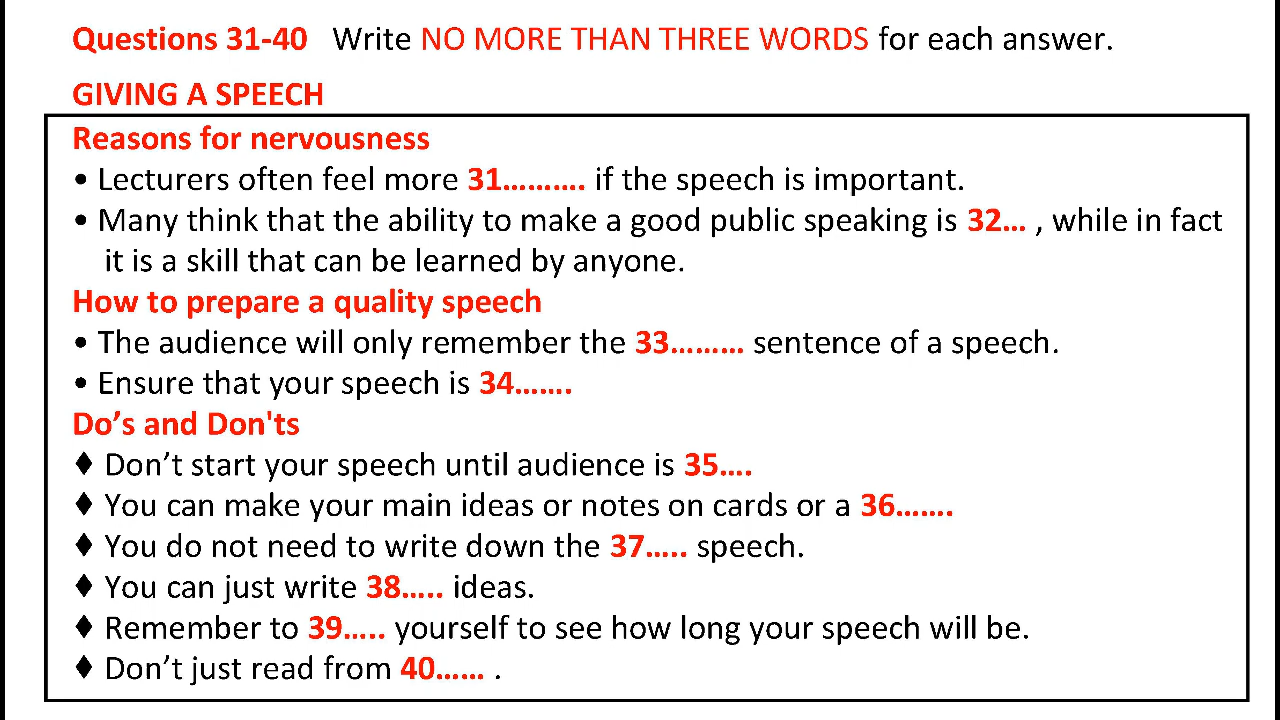 Questions 31-40 Write NO MORE THAN THREE WORDS for each answer.
GIVING A SPEECH
Reasons for nervousness
• Lecturers often feel more 31………. if the speech is important.
• Many think that the ability to make a good public speaking is 32… , while in fact
it is a skill that can be learned by anyone.
How to prepare a quality speech
• The audience will only remember the 33……… sentence of a speech.
• Ensure that your speech is 34…….
Do’s and Don'ts
♦ Don’t start your speech until audience is 35….
♦ You can make your main ideas or notes on cards or a 36…….
♦ You do not need to write down the 37….. speech.
♦ You can just write 38….. ideas.
♦ Remember to 39….. yourself to see how long your speech will be.
♦ Don’t just read from 40…… .